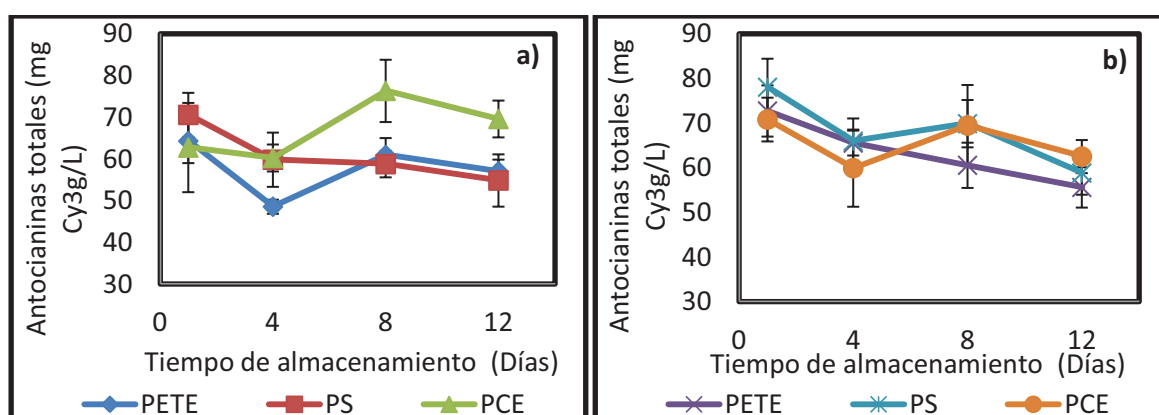 a)
90
80
70
60
50
40
30
Antocianinas totales (mg
Cy3g/L)
0 4 8 12
Tiempo de almacenamiento (Días)
PETE PS PCE
b)
90
80
70
60
50
40
30
Antocianinas totales (mg
Cy3g/L)
0 4 8 12
Tiempo de almacenamiento (Días)
PETE PS PCE